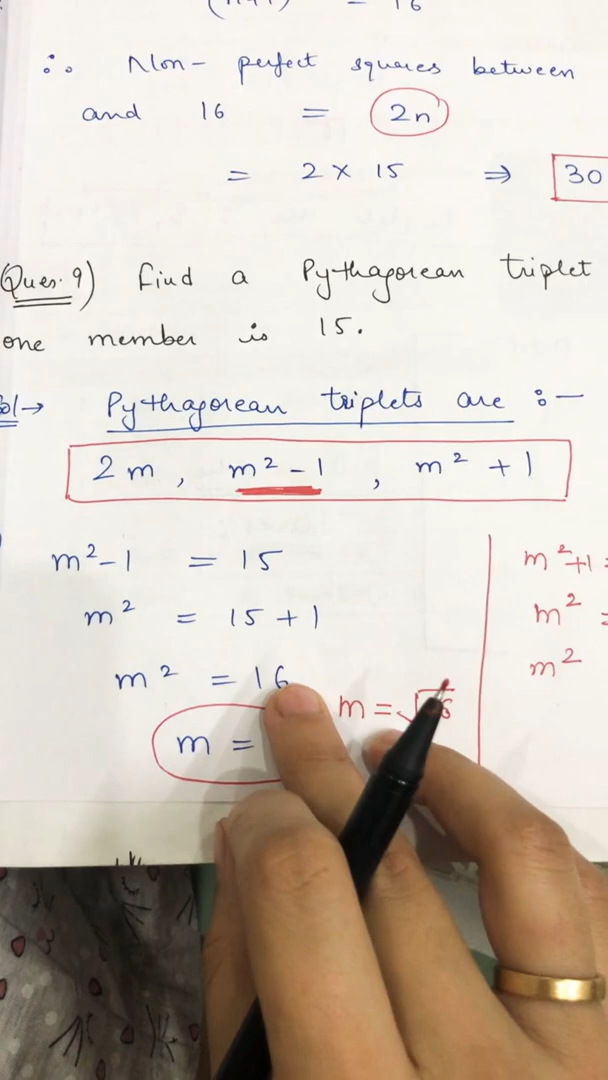 = 16
∴ Non-perfect squares between
and 16 = 2n
= 2 × 15 ⇒ 30
(Ques. 9) Find a Pythagorean triplet
one member is 15.
Sol→ Pythagorean triplets are :-
2m , m² - 1 , m² + 1
m²-1 = 15
m² = 15 + 1
m² = 16
m =
m = √16
m²+1 =
m² =
m²